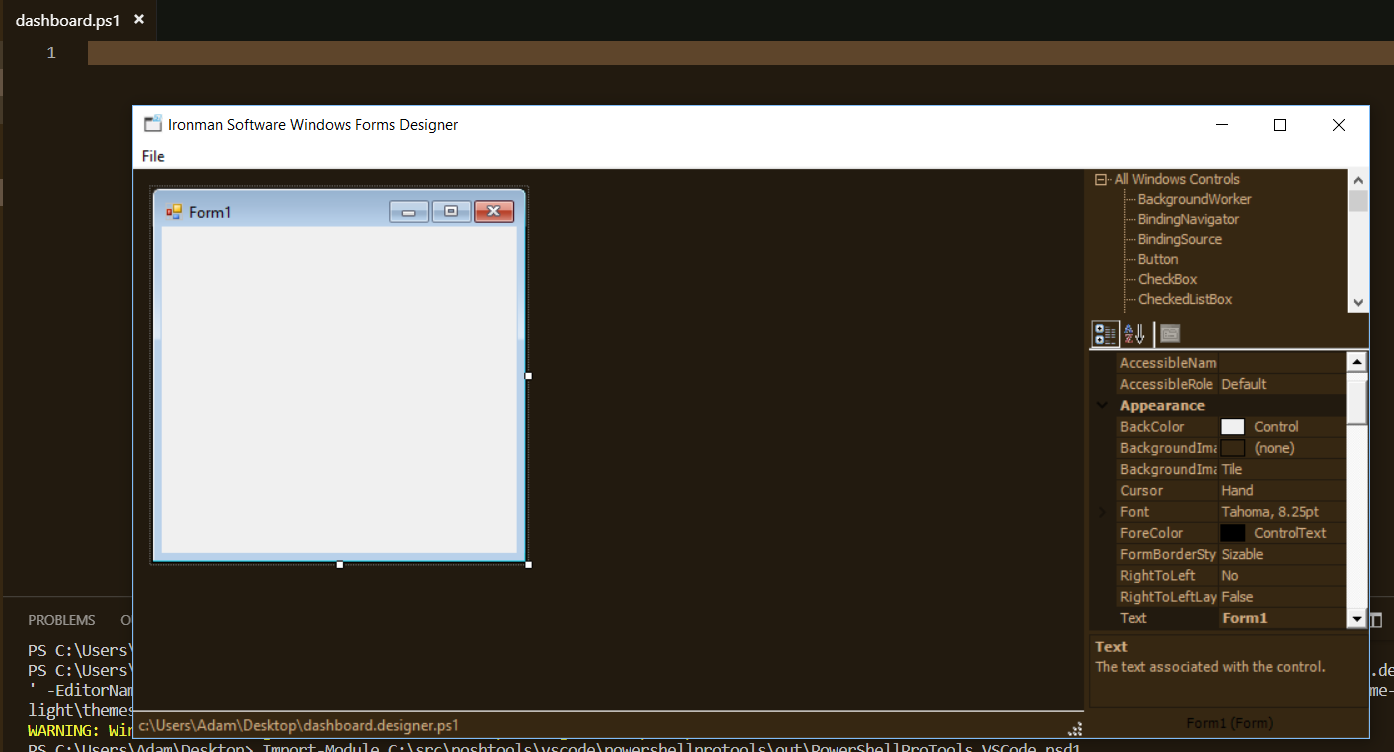 dashboard.ps1 ×
1
Ironman Software Windows Forms Designer
File
Form1
All Windows Controls
BackgroundWorker
BindingNavigator
BindingSource
Button
CheckBox
CheckedListBox
AccessibleNam
AccessibleRole Default
Appearance
BackColor Control
BackgroundIma (none)
BackgroundIma Tile
Cursor Hand
Font Tahoma, 8.25pt
ForeColor ControlText
FormBorderSty Sizable
RightToLeft No
RightToLeftLay False
Text Form1
Text
The text associated with the control.
Form1 (Form)
c:\Users\Adam\Desktop\dashboard.designer.ps1
PROBLEMS O
PS C:\Users\
PS C:\Users\ .de
' -EditorNam me-
light\themes
WARNING: Win
PS C:\Users\Adam\Desktop> Import-Module C:\src\poshtools\vscode\powershellprotools\out\PowerShellProTools.VSCode.psd1